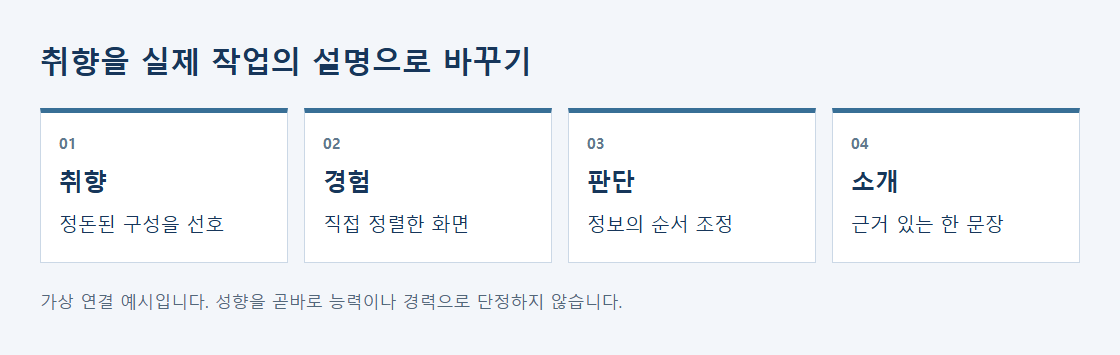 취향을 실제 작업의 설명으로 바꾸기
01
취향
정돈된 구성을 선호
02
경험
직접 정렬한 화면
03
판단
정보의 순서 조정
04
소개
근거 있는 한 문장
가상 연결 예시입니다. 성향을 곧바로 능력이나 경력으로 단정하지 않습니다.